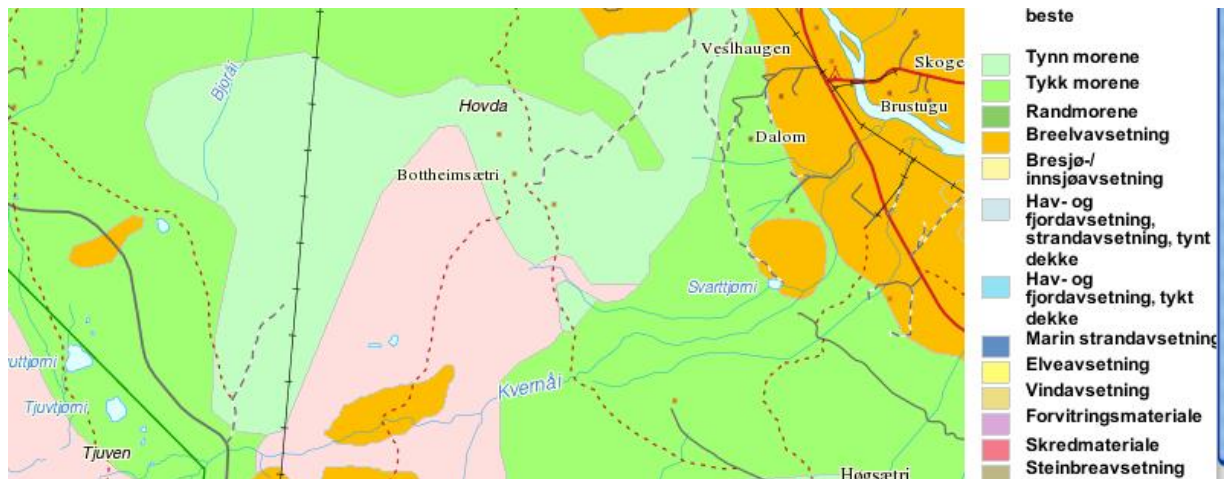 beste
Veslhaugen
Skoge
Tynn morene
Bjoråi
Tykk morene
Hovda
Brustugu
Randmorene
Dalom
Breelvavsetning
Bottheimsætri
Bresjø-/
innsjøavsetning
Hav- og
fjordavsetning,
strandavsetning, tynt
dekke
Svarttjørni
Hav- og
fjordavsetning, tykt
dekke
Marin strandavsetning
uttjørni
Elveavsetning
Kvernåi
Vindavsetning
Tjuvtjørni
Forvitringsmateriale
Tjuven
Skredmateriale
Høgsætri
Steinbreavsetning